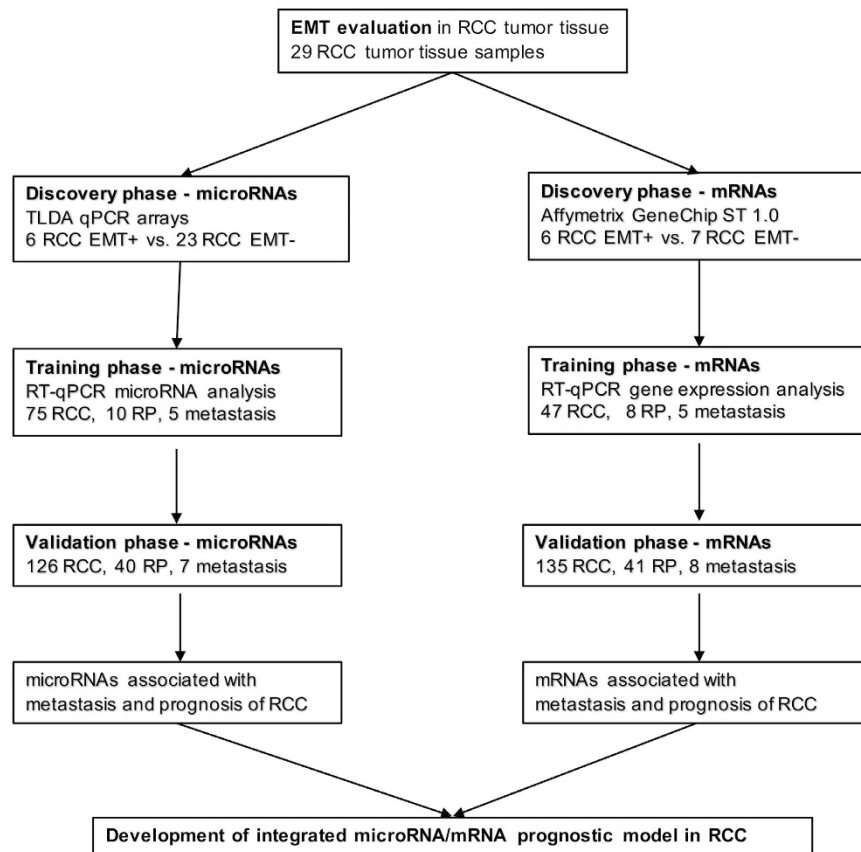 EMT evaluation in RCC tumor tissue
29 RCC tumor tissue samples
Discovery phase - microRNAs
TLDA qPCR arrays
6 RCC EMT+ vs. 23 RCC EMT-
Discovery phase - mRNAs
Affymetrix GeneChip ST 1.0
6 RCC EMT+ vs. 7 RCC EMT-
Training phase - microRNAs
RT-qPCR microRNA analysis
75 RCC, 10 RP, 5 metastasis
Training phase - mRNAs
RT-qPCR gene expression analysis
47 RCC, 8 RP, 5 metastasis
Validation phase - microRNAs
126 RCC, 40 RP, 7 metastasis
Validation phase - mRNAs
135 RCC, 41 RP, 8 metastasis
microRNAs associated with
metastasis and prognosis of RCC
mRNAs associated with
metastasis and prognosis of RCC
Development of integrated microRNA/mRNA prognostic model in RCC